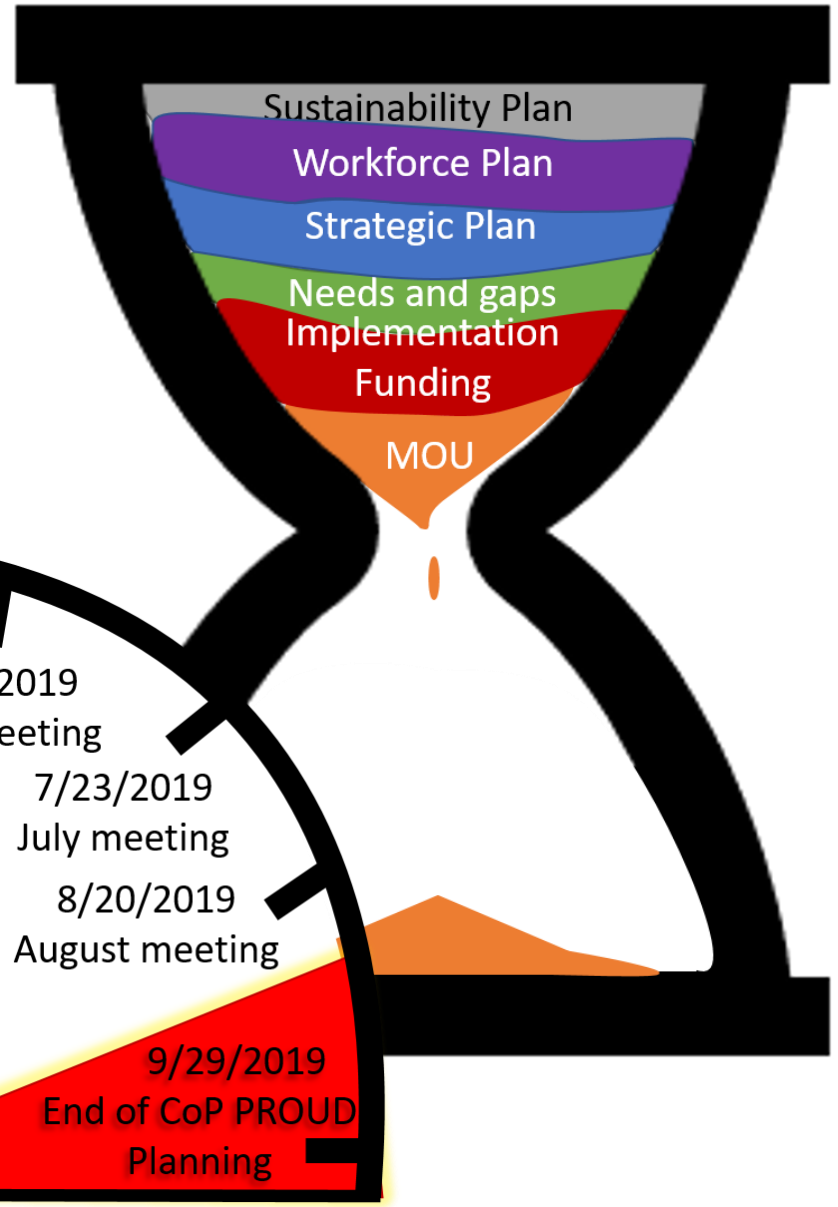 Sustainability Plan
Workforce Plan
Strategic Plan
Needs and gaps
Implementation
Funding
MOU
2019
eeting
7/23/2019
July meeting
8/20/2019
August meeting
9/29/2019
End of CoP PROUD
Planning